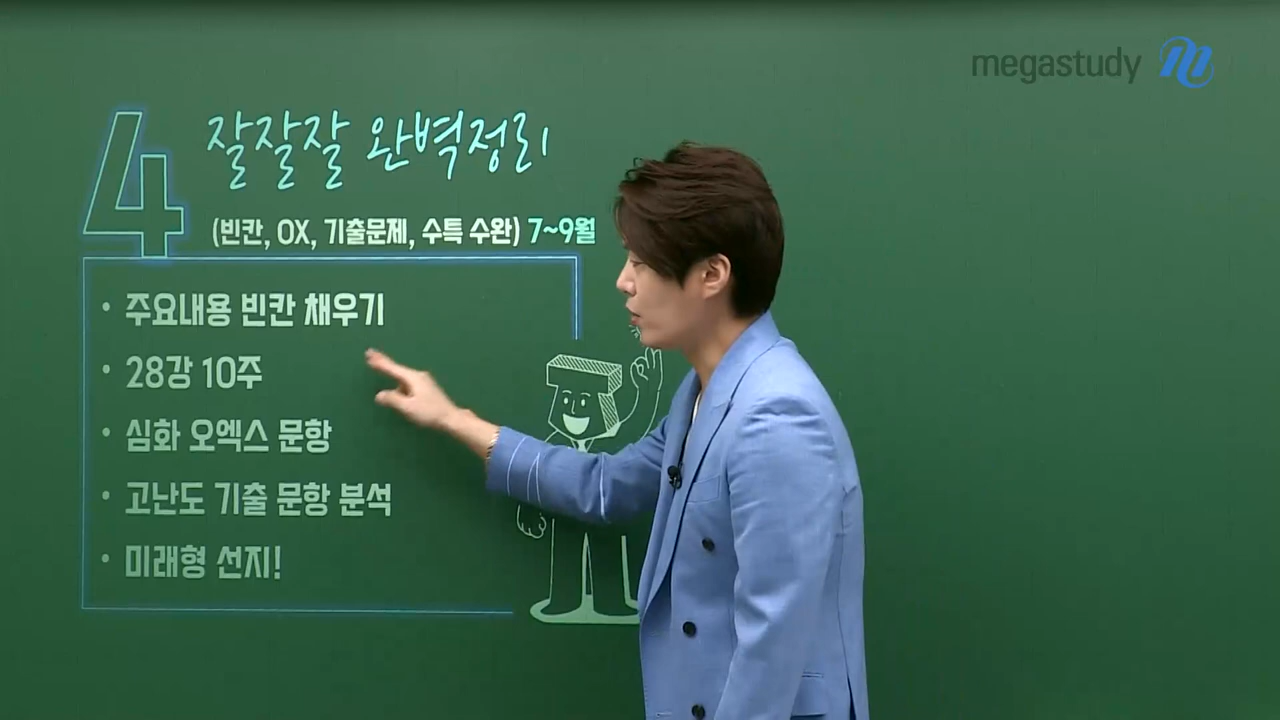 megastudy
4
잘잘잘 완벽정리
(빈칸, OX, 기출문제, 수특 수완) 7~9월
• 주요내용 빈칸 채우기
• 28강 10주
• 심화 오엑스 문항
• 고난도 기출 문항 분석
• 미래형 선지!